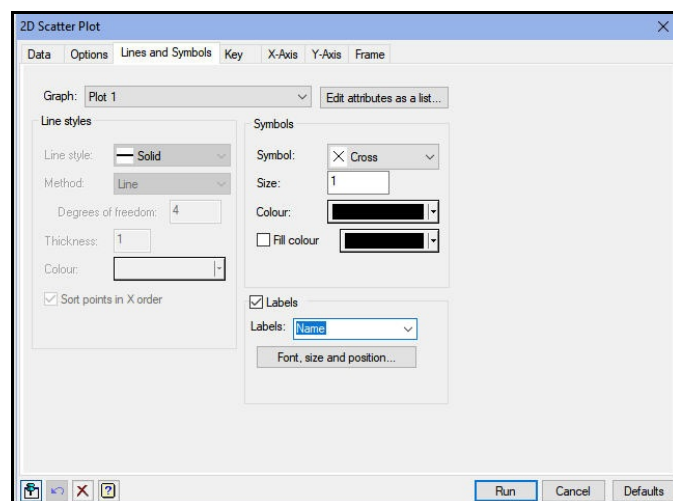 2D Scatter Plot
Data Options Lines and Symbols Key X-Axis Y-Axis Frame
Graph: Plot 1 Edit attributes as a list...
Line styles
Line style: Solid
Method: Line
Degrees of freedom: 4
Thickness: 1
Colour:
Sort points in X order
Symbols
Symbol: Cross
Size: 1
Colour:
Fill colour
Labels
Labels: Name
Font, size and position...
Run Cancel Defaults